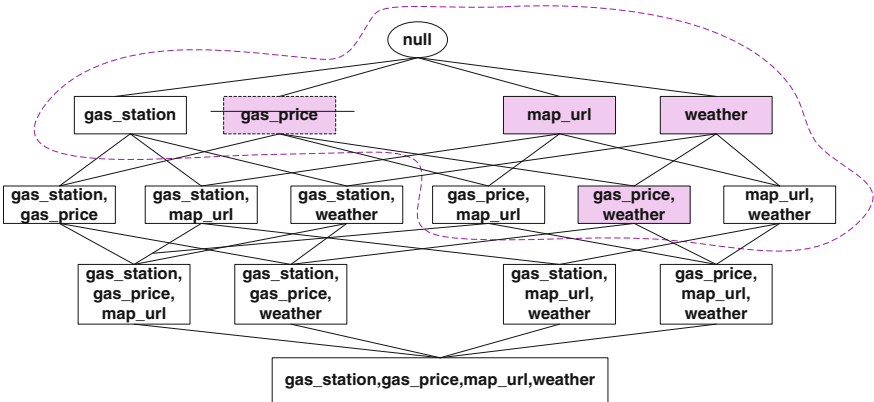 null
gas_station
gas_price
map_url
weather
gas_station,
gas_price
gas_station,
map_url
gas_station,
weather
gas_price,
map_url
gas_price,
weather
map_url,
weather
gas_station,
gas_price,
map_url
gas_station,
gas_price,
weather
gas_station,
map_url,
weather
gas_price,
map_url,
weather
gas_station,gas_price,map_url,weather